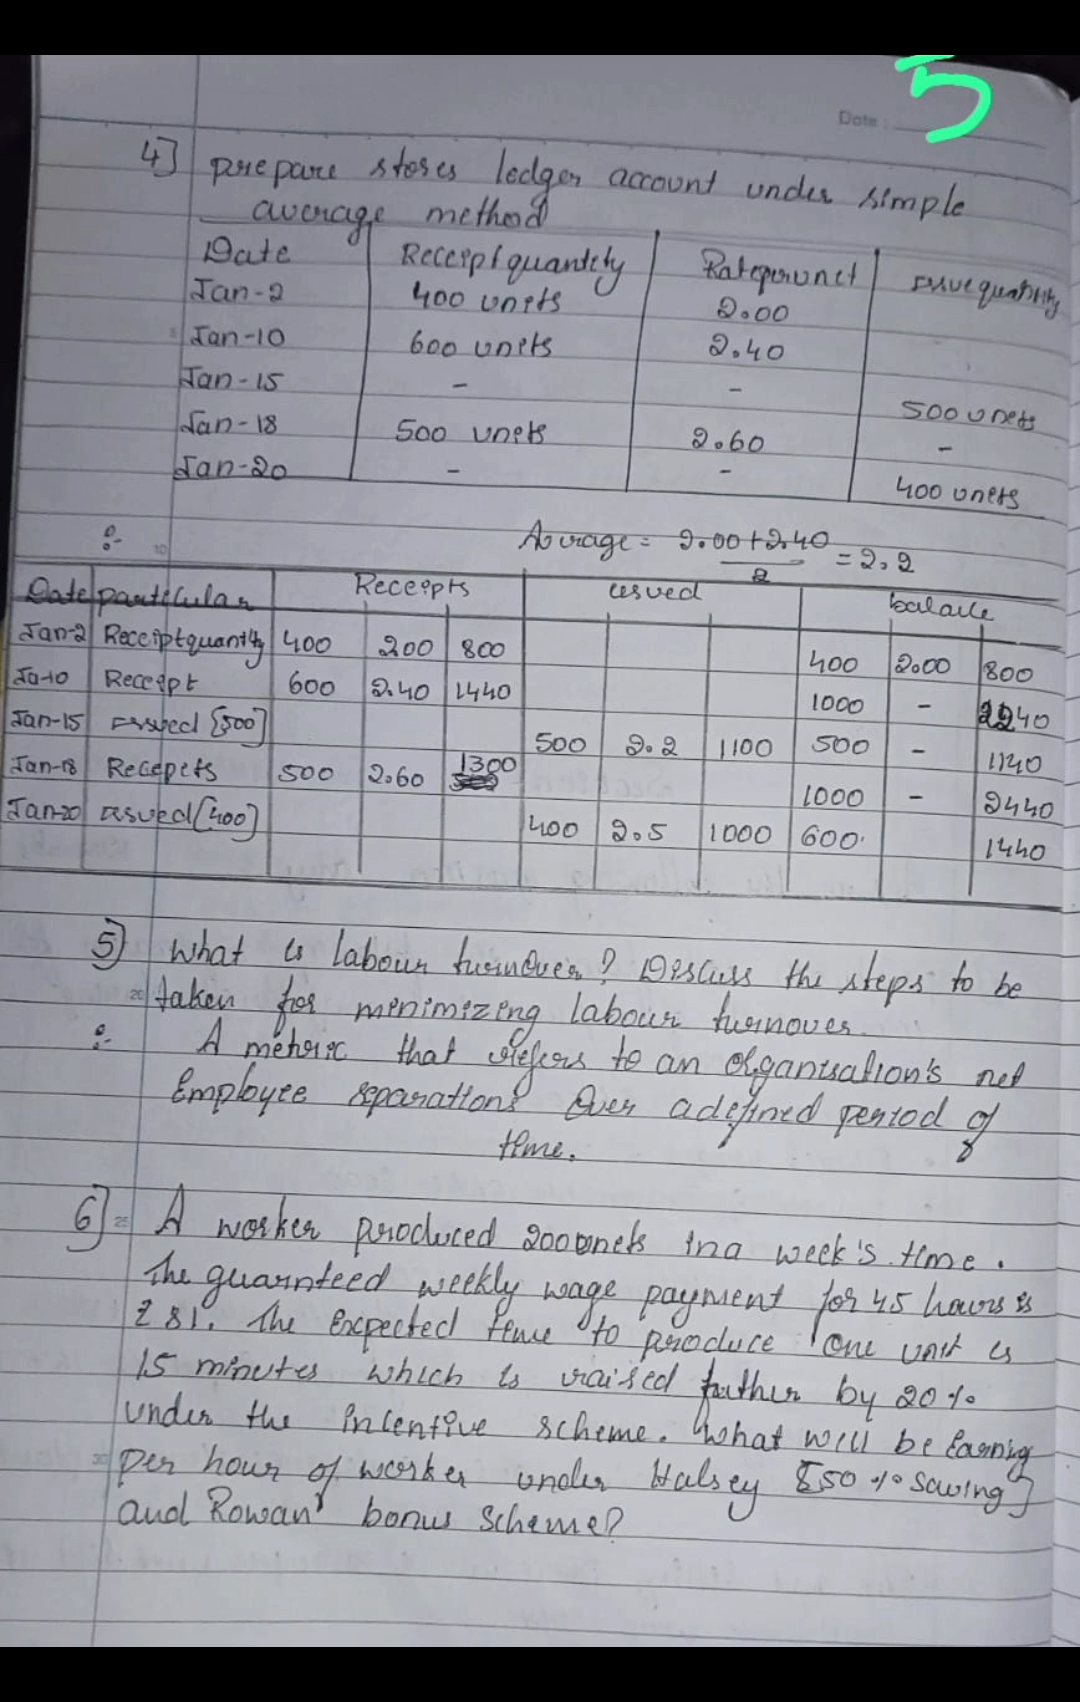 5
Date :
4] prepare stores ledger account under simple
average method
Date Receipt quantity Rate per unit issue quantity
Jan-2 400 units 2.00
Jan-10 600 units 2.40
Jan-15 - - 500 units
Jan-18 500 units 2.60 -
Jan-20 - - 400 units
Average = 2.00+2.40 / 2 = 2.2
Date particular Receipts issued balance
Jan-2 Receiptquantity 400 200 800 400 2.00 800
Ja-10 Receipt 600 2.40 1440 1000 - 2240
Jan-15 issued [500] 500 2.2 1100 500 - 1140
Jan-18 Recepits 500 2.60 1300 1000 - 2440
Jan-20 issued [400] 400 2.5 1000 600. 1440
5] what is labour turnover? Discuss the steps to be
20 taken for minimizing labour turnover.
:- A metric that refers to an organisation's net
Employee separations Over a defined period of
time.
6] 25 A worker produced 200 units in a week's time.
The guarnteed weekly wage payment for 45 hours is
₹ 81. The Expected time to produce one unit is
15 minutes which is raised futher by 20%
under the incentive scheme. What will be Earning
per hour of worker under Halsey [50% saving]
and Rowan bonus scheme?